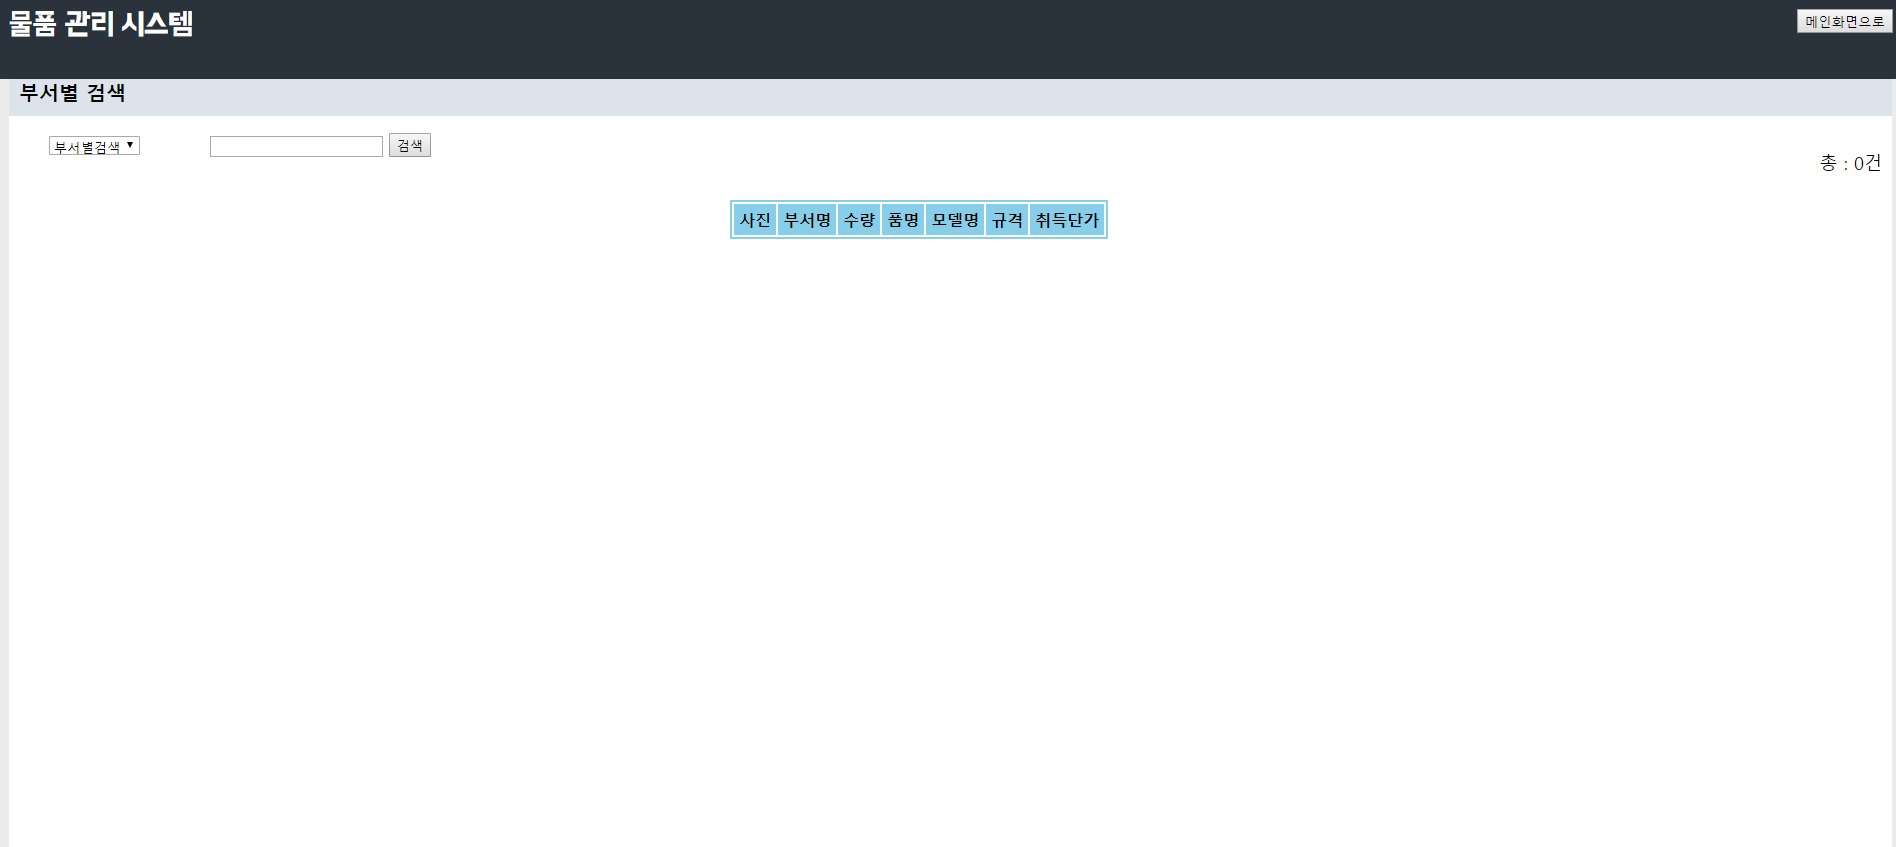 물품 관리 시스템
메인화면으로
부서별 검색
부서별검색 ▼ 검색
총 : 0건
사진 부서명 수량 품명 모델명 규격 취득단가